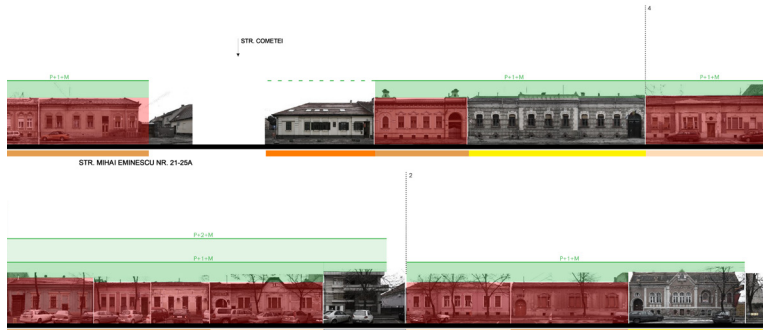 4
STR. COMETEI
P+1+M
P+1+M
P+1+M
STR. MIHAI EMINESCU NR. 21-25A
2
P+2+M
P+1+M
P+1+M